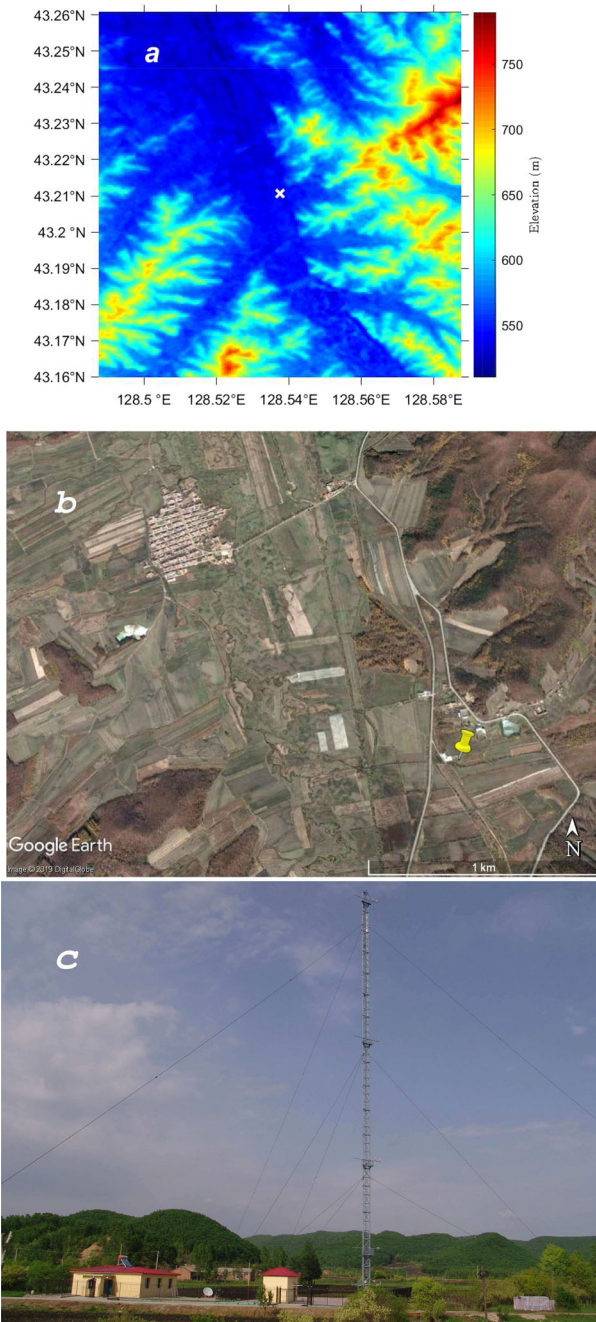 a
43.26°N
43.25°N
43.24°N
43.23°N
43.22°N
43.21°N
43.2 °N
43.19°N
43.18°N
43.17°N
43.16°N
128.5 °E
128.52°E
128.54°E
128.56°E
128.58°E
750
700
650
600
550
Elevation (m)
b
Google Earth
Image © 2019 DigitalGlobe
1 km
N
c